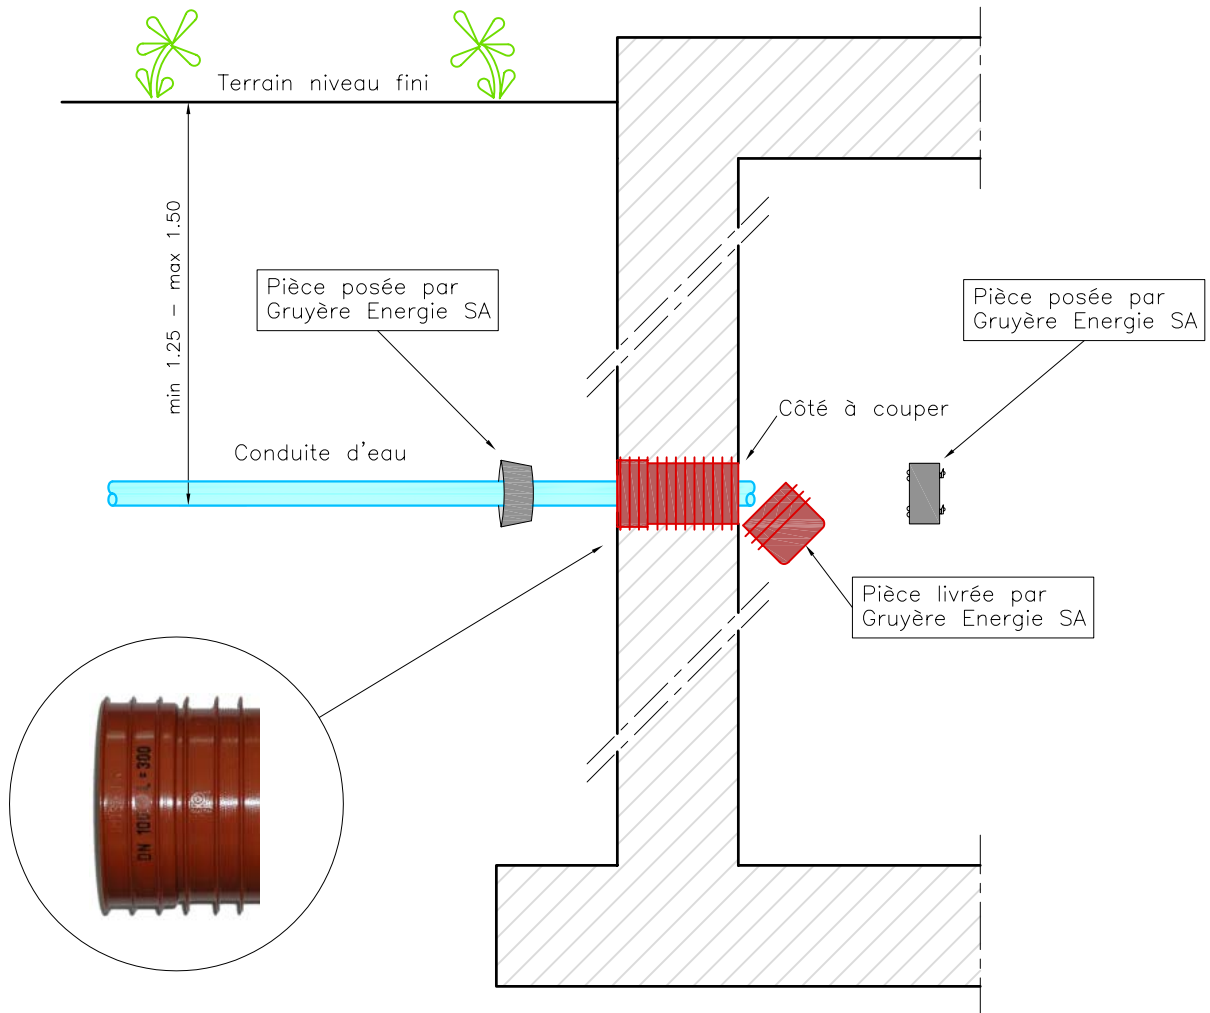 Terrain niveau fini
min 1.25 – max 1.50
Pièce posée par
Gruyère Energie SA
Pièce posée par
Gruyère Energie SA
Côté à couper
Conduite d'eau
Pièce livrée par
Gruyère Energie SA
DN 100 L=300